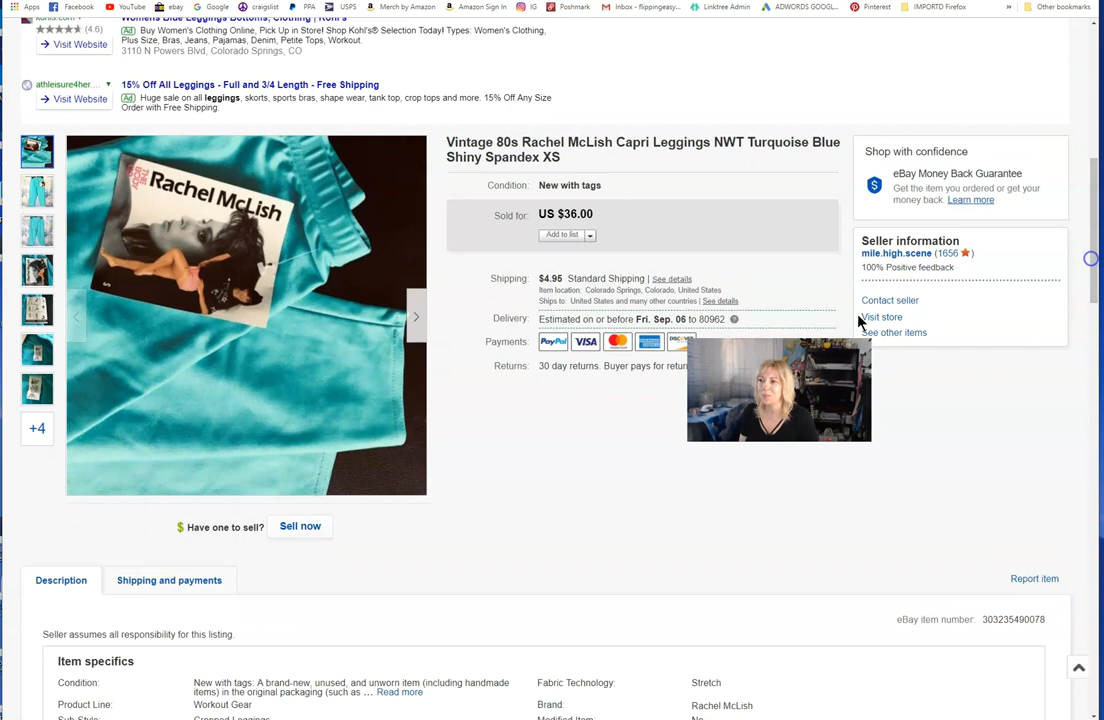 Apps Facebook YouTube PPA USPS ebay Google craigslist Shop Merch by Amazon Amazon Sign In IG Poshmark Inbox - flippingeasy... Linktree Admin ADWORDS GOOGL... Pinterest IMPORTD Firefox » Other bookmarks
Womens Blue Leggings Bottoms, Clothing | Kohl's
(4.6)
Ad Buy Women's Clothing Online, Pick Up in Store! Shop Kohl's® Selection Today! Types: Women's Clothing,
Visit Website
Plus Size, Bras, Jeans, Pajamas, Denim, Petite Tops, Workout.
3110 N Powers Blvd, Colorado Springs, CO
athleisure4her....
15% Off All Leggings - Full and 3/4 Length - Free Shipping
Visit Website
Ad Huge sale on all leggings, skorts, sports bras, shape wear, tank top, crop tops and more. 15% Off Any Size
Order with Free Shipping.
+4
THE BODY
Rachel McLish
Have one to sell? Sell now
Vintage 80s Rachel McLish Capri Leggings NWT Turquoise Blue
Shiny Spandex XS
Condition: New with tags
Sold for: US $36.00
Add to list
Shipping: $4.95 Standard Shipping | See details
Item location: Colorado Springs, Colorado, United States
Ships to: United States and many other countries | See details
Delivery: Estimated on or before Fri. Sep. 06 to 80962
Payments: PayPal VISA MasterCard DISCOVER
Returns: 30 day returns. Buyer pays for return
Shop with confidence
eBay Money Back Guarantee
Get the item you ordered or get your
money back. Learn more
Seller information
mile.high.scene (1656 )
100% Positive feedback
Contact seller
Visit store
See other items
Description Shipping and payments
Report item
eBay item number: 303235490078
Seller assumes all responsibility for this listing.
Item specifics
Condition: New with tags: A brand-new, unused, and unworn item (including handmade
items) in the original packaging (such as ... Read more
Fabric Technology: Stretch
Product Line: Workout Gear
Brand: Rachel McLish
Sub-Style: Cropped Leggings
Modified Item: No